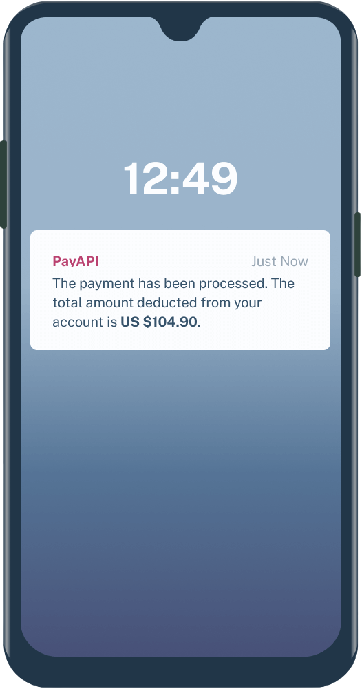 12:49
PayAPI Just Now
The payment has been processed. The
total amount deducted from your
account is US $104.90.